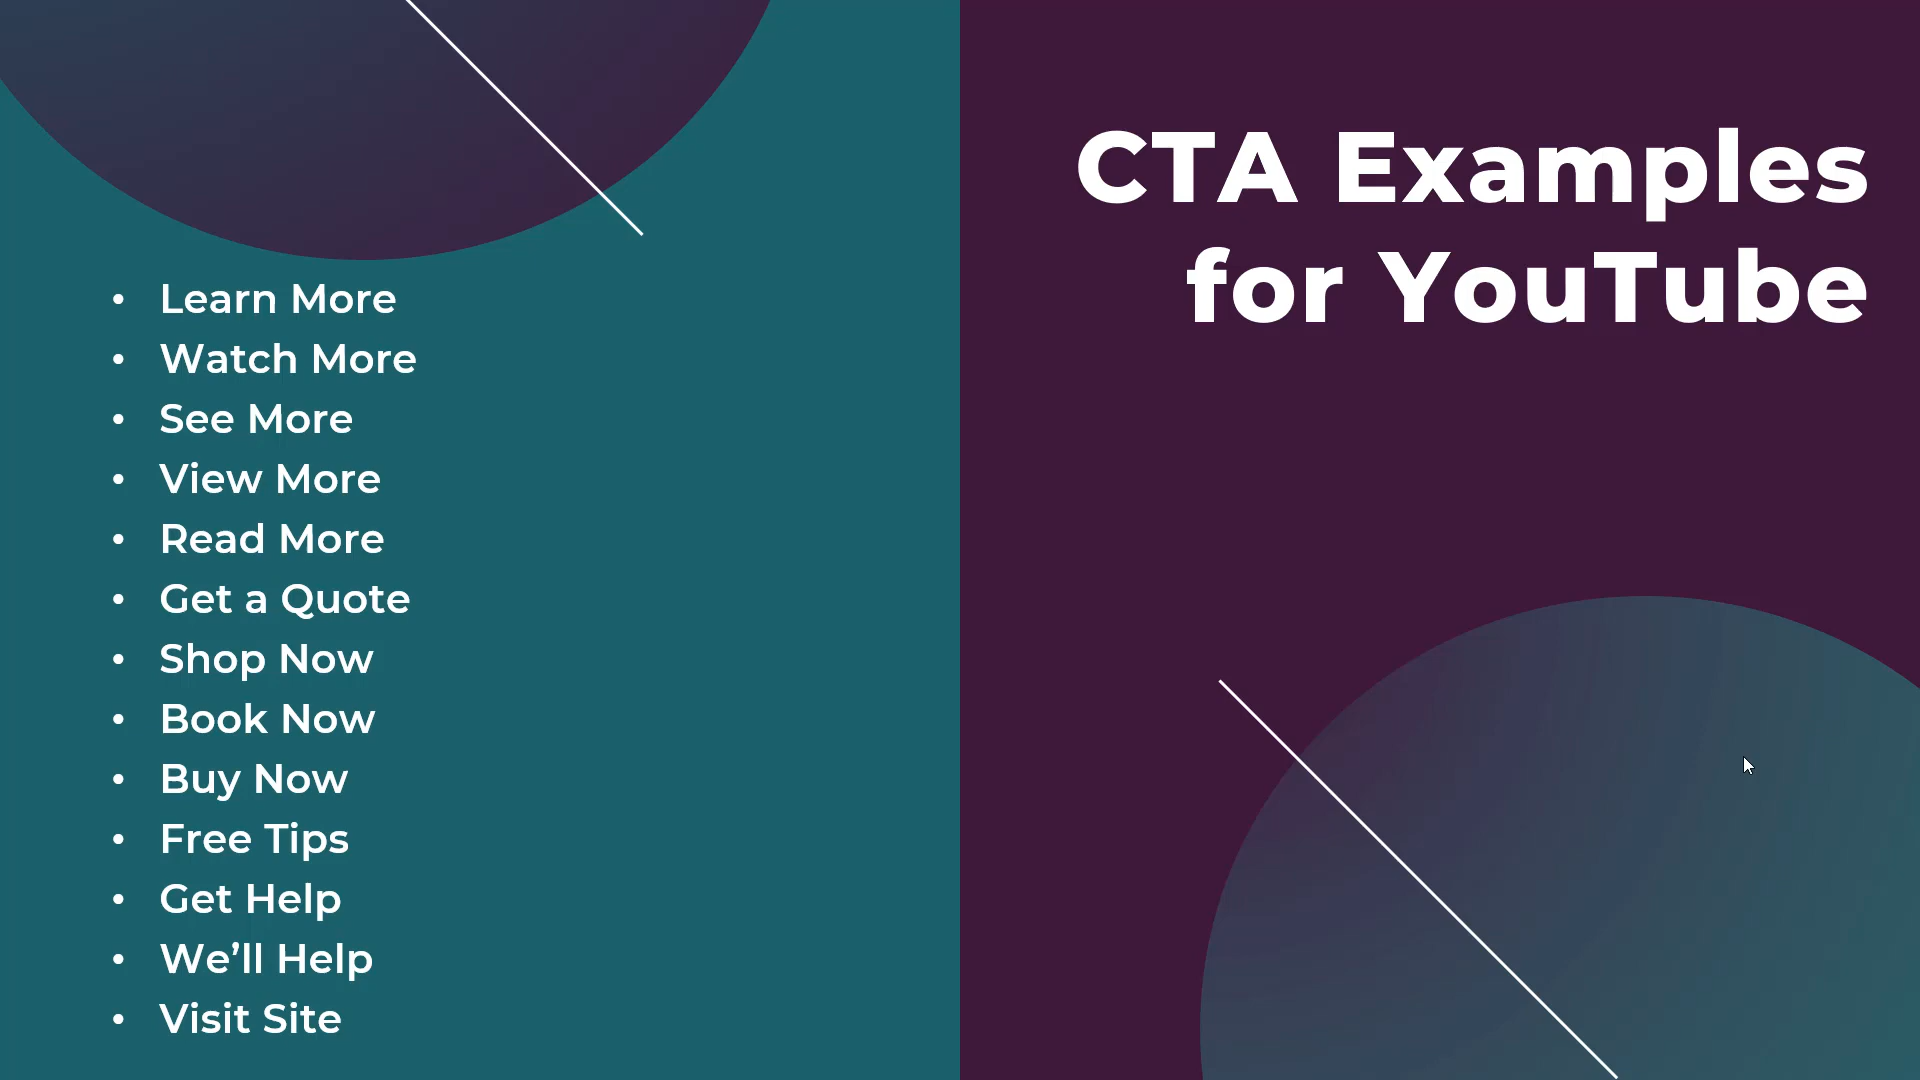 CTA Examples
for YouTube
• Learn More
• Watch More
• See More
• View More
• Read More
• Get a Quote
• Shop Now
• Book Now
• Buy Now
• Free Tips
• Get Help
• We’ll Help
• Visit Site